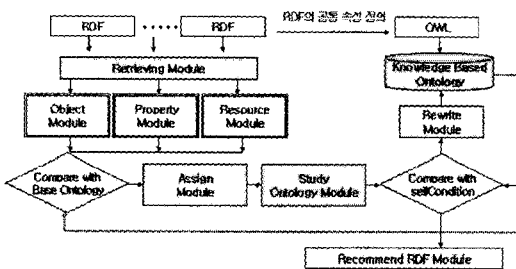 RDF
RDF
RDF의 공통 속성 정의
OWL
Retrieving Module
Knowledge Based
Ontology
Object
Module
Property
Module
Resource
Module
Rewrite
Module
Compare with
Base Ontology
Assign
Module
Study
Ontology Module
Compare with
selfCondition
Recommend RDF Module